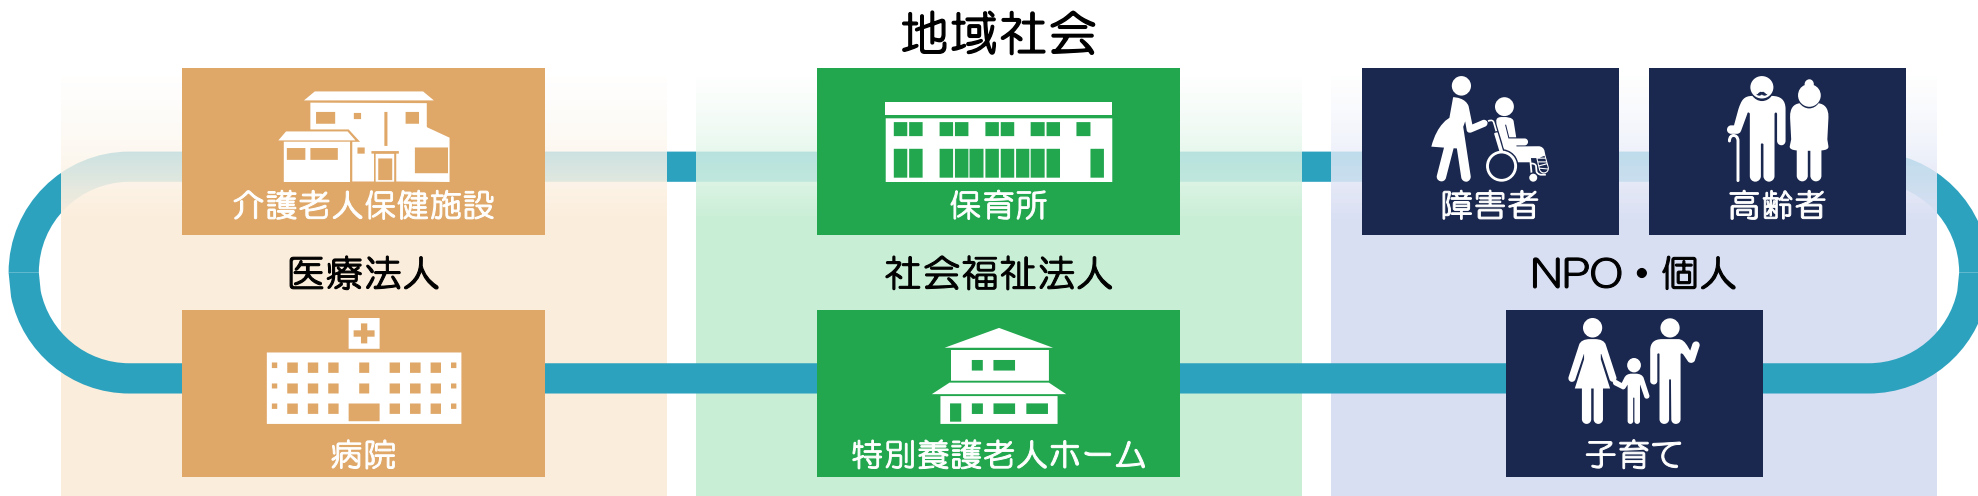 地域社会
介護老人保健施設
保育所
障害者
高齢者
医療法人
社会福祉法人
NPO・個人
病院
特別養護老人ホーム
子育て